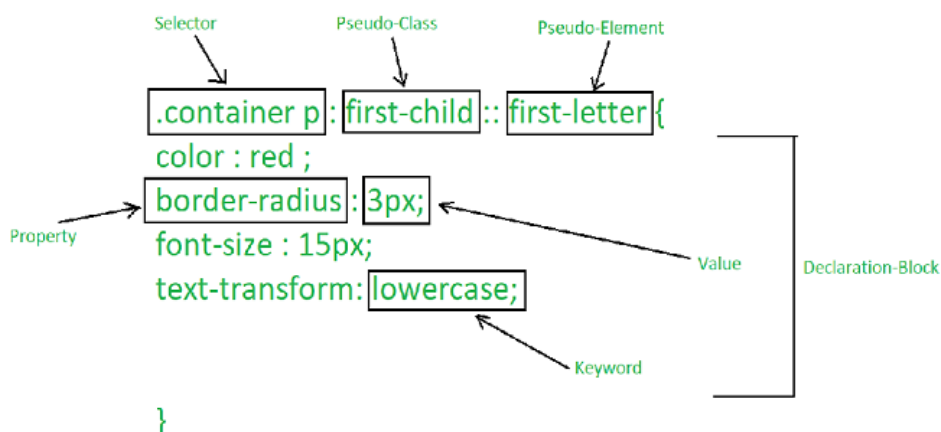 Selector
Pseudo-Class
Pseudo-Element
.container p : first-child :: first-letter {
color : red ;
border-radius : 3px;
Property
font-size : 15px;
Value
Declaration-Block
text-transform: lowercase;
Keyword
}